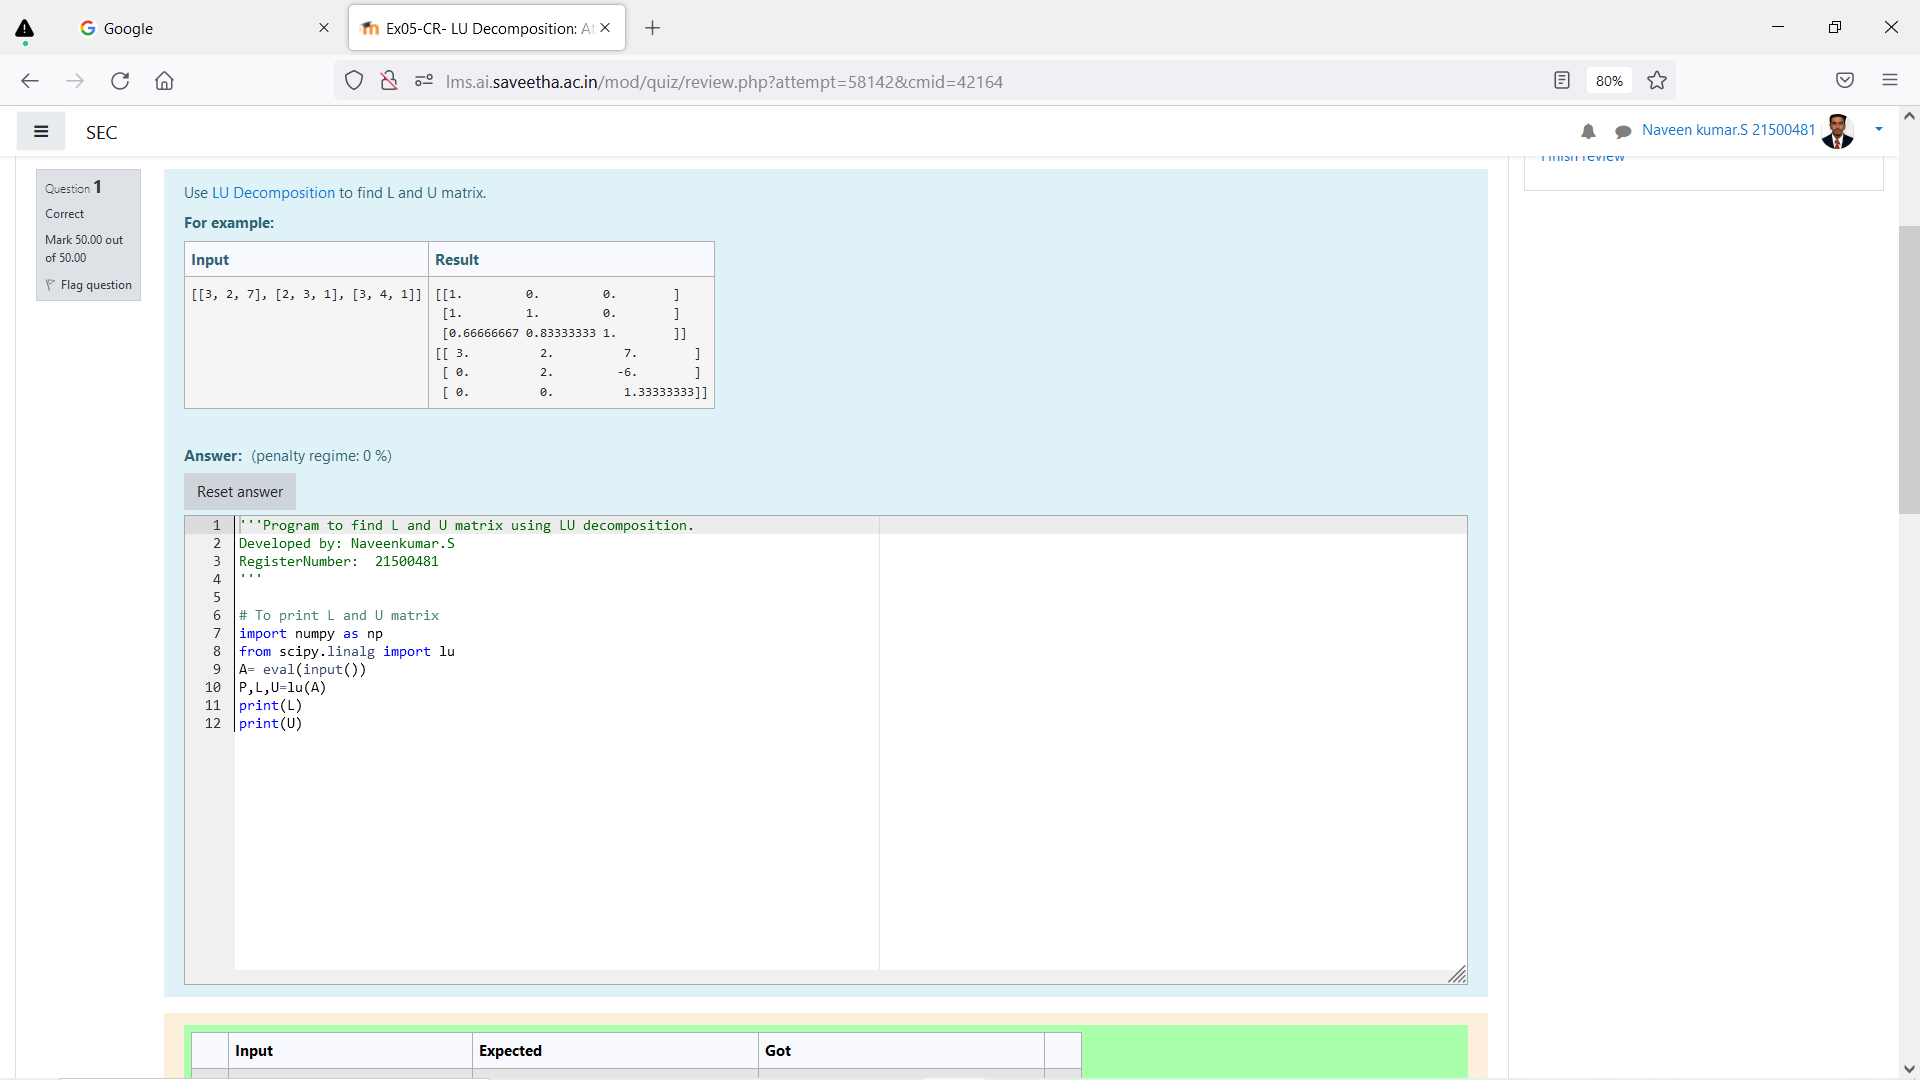 Google
Ex05-CR- LU Decomposition: At
lms.ai.saveetha.ac.in/mod/quiz/review.php?attempt=58142&cmid=42164
80%
SEC
Naveen kumar.S 21500481
Finish review
Question 1
Correct
Mark 50.00 out
of 50.00
Flag question
Use LU Decomposition to find L and U matrix.
For example:
Input Result
[[3, 2, 7], [2, 3, 1], [3, 4, 1]] [[1. 0. 0. ]
[1. 1. 0. ]
[0.66666667 0.83333333 1. ]]
[[ 3. 2. 7. ]
[ 0. 2. -6. ]
[ 0. 0. 1.33333333]]
Answer: (penalty regime: 0 %)
Reset answer
1 '''Program to find L and U matrix using LU decomposition.
2 Developed by: Naveenkumar.S
3 RegisterNumber: 21500481
4 '''
5
6 # To print L and U matrix
7 import numpy as np
8 from scipy.linalg import lu
9 A= eval(input())
10 P,L,U=lu(A)
11 print(L)
12 print(U)
Input Expected Got